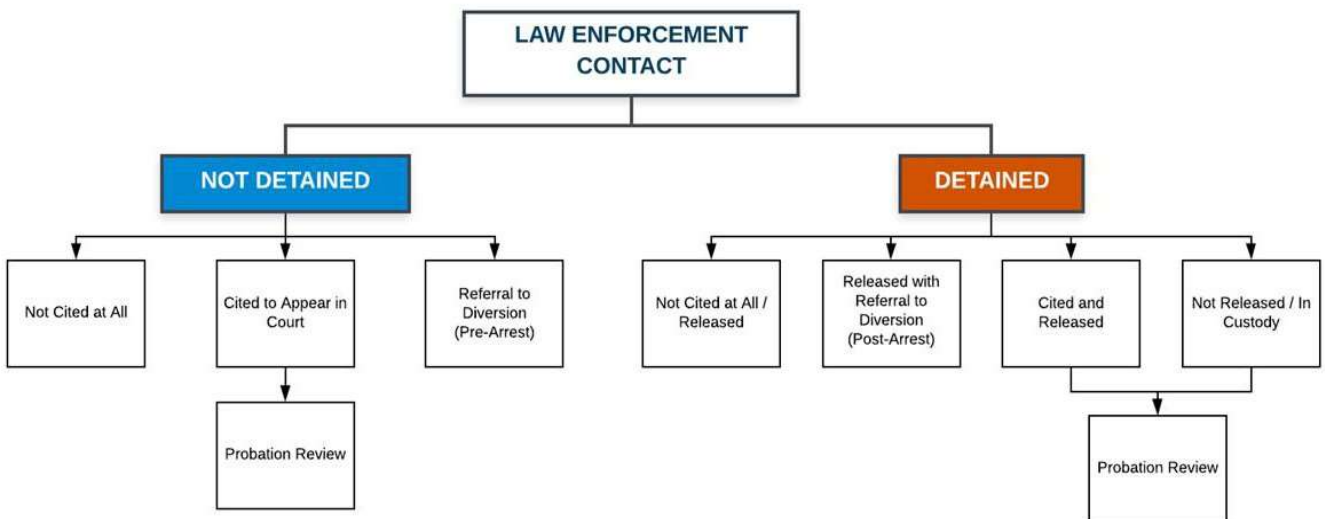 LAW ENFORCEMENT
CONTACT
NOT DETAINED
DETAINED
Not Cited at All
Cited to Appear in
Court
Referral to
Diversion
(Pre-Arrest)
Not Cited at All /
Released
Released with
Referral to
Diversion
(Post-Arrest)
Cited and
Released
Not Released / In
Custody
Probation Review
Probation Review